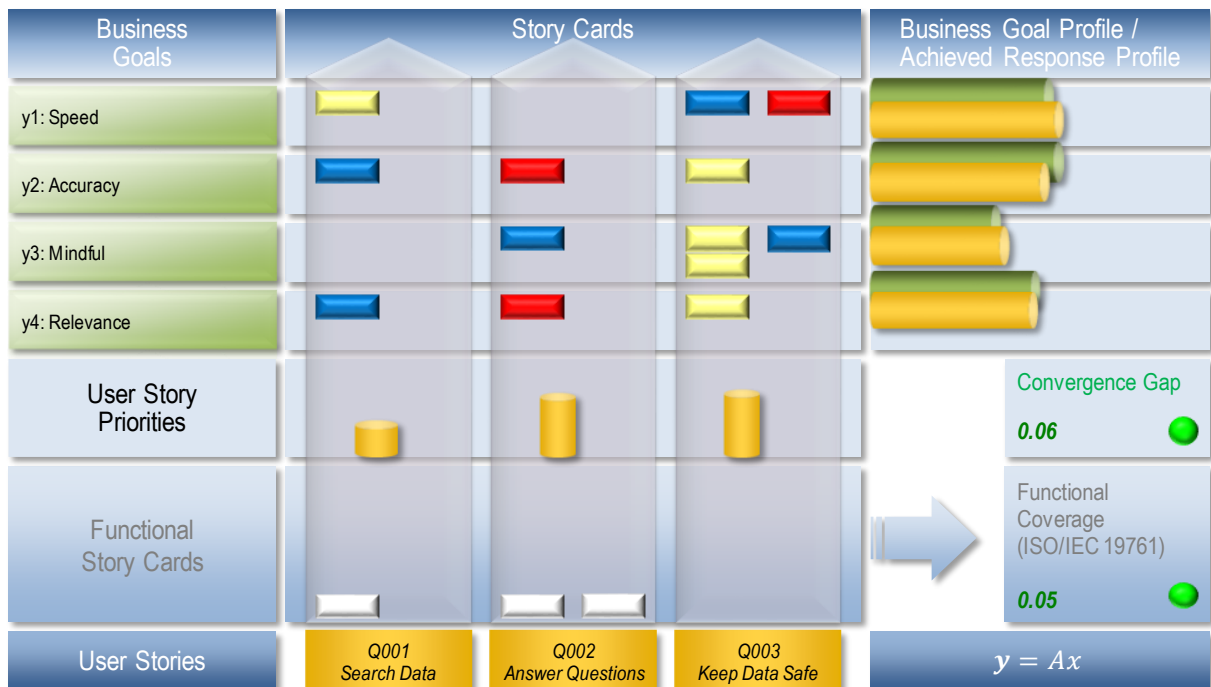 Business
Goals
Story Cards
Business Goal Profile /
Achieved Response Profile
y1: Speed
y2: Accuracy
y3: Mindful
y4: Relevance
User Story
Priorities
Convergence Gap
0.06
Functional
Story Cards
Functional
Coverage
(ISO/IEC 19761)
0.05
User Stories
Q001
Search Data
Q002
Answer Questions
Q003
Keep Data Safe
y = Ax